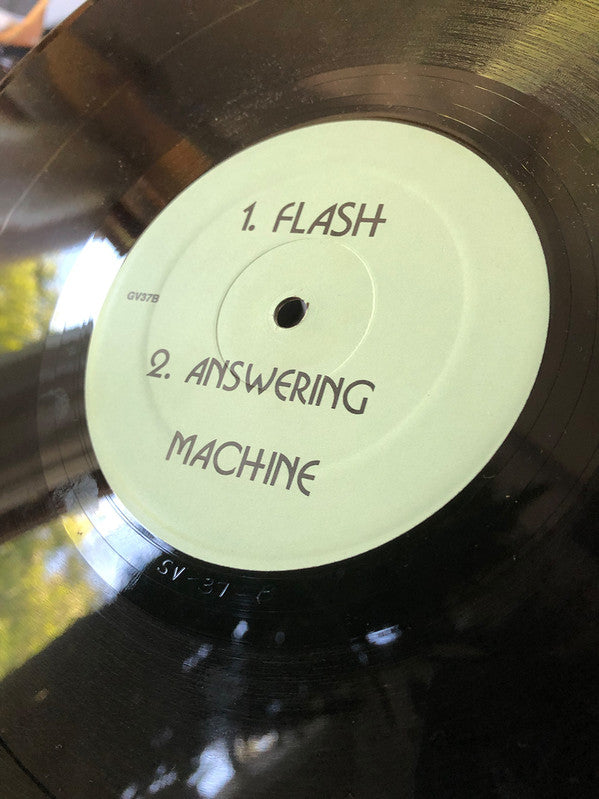 1. FLASH
GV37B
2. ANSWERING
MACHINE